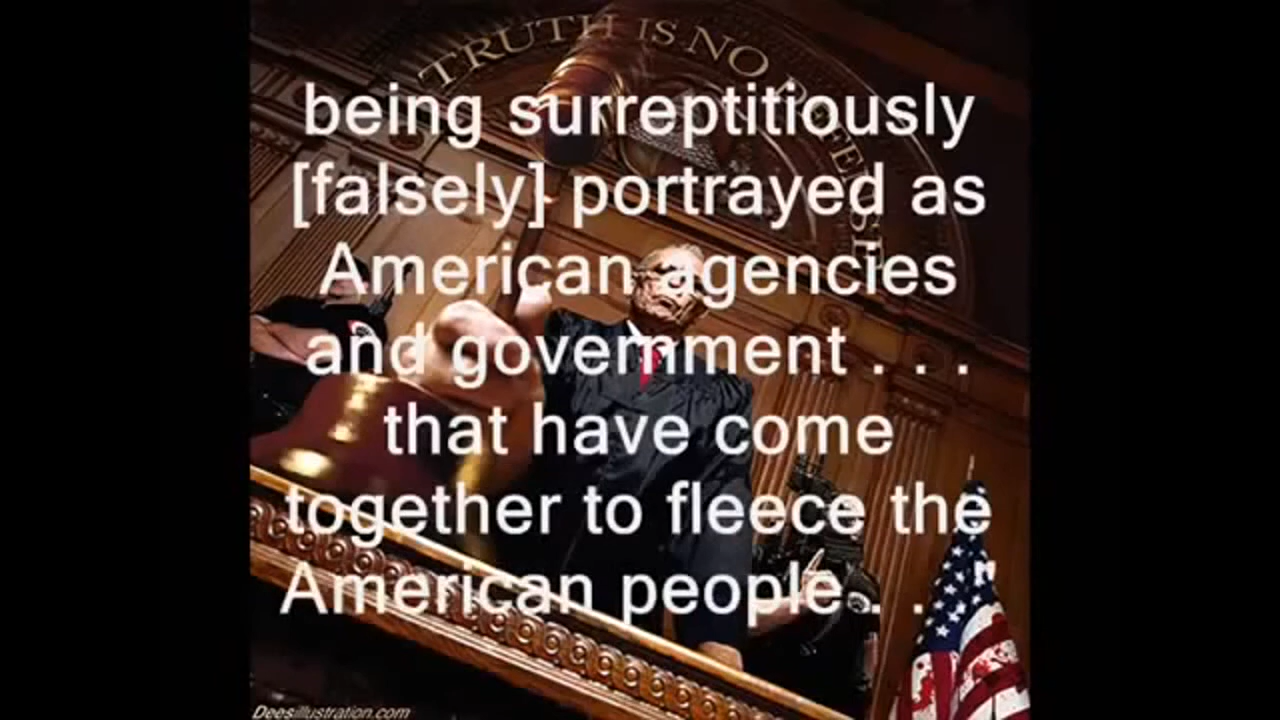 TRUTH IS NO DEFENSE
being surreptitiously
[falsely] portrayed as
American agencies
and government . . .
that have come
together to fleece the
American people . . .
Deesillustration.com